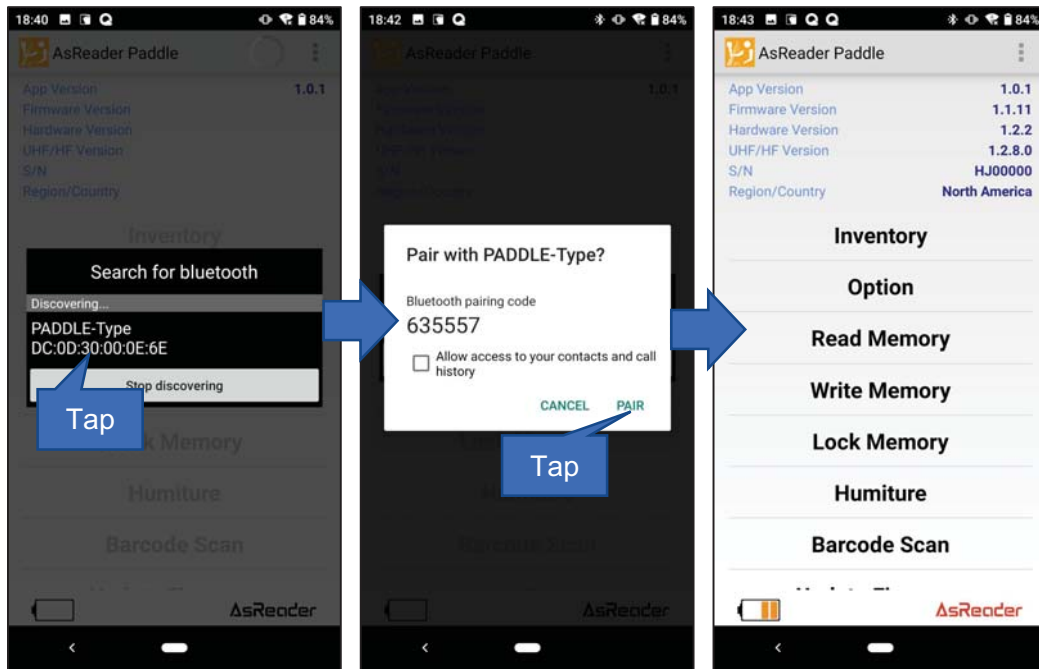 18:40
84%
AsReader Paddle
App Version 1.0.1
Firmware Version
Hardware Version
UHF/HF Version
S/N
Region/Country
Inventory
Search for bluetooth
Discovering...
PADDLE-Type
DC:0D:30:00:0E:6E
Stop discovering
Tap
k Memory
Humiture
Barcode Scan
AsReader
18:42
84%
AsReader Paddle
1.0.1
Pair with PADDLE-Type?
Bluetooth pairing code
635557
Allow access to your contacts and call
history
CANCEL PAIR
Tap
Barcode Scan
AsReader
18:43
84%
AsReader Paddle
App Version 1.0.1
Firmware Version 1.1.11
Hardware Version 1.2.2
UHF/HF Version 1.2.8.0
S/N HJ00000
Region/Country North America
Inventory
Option
Read Memory
Write Memory
Lock Memory
Humiture
Barcode Scan
AsReader